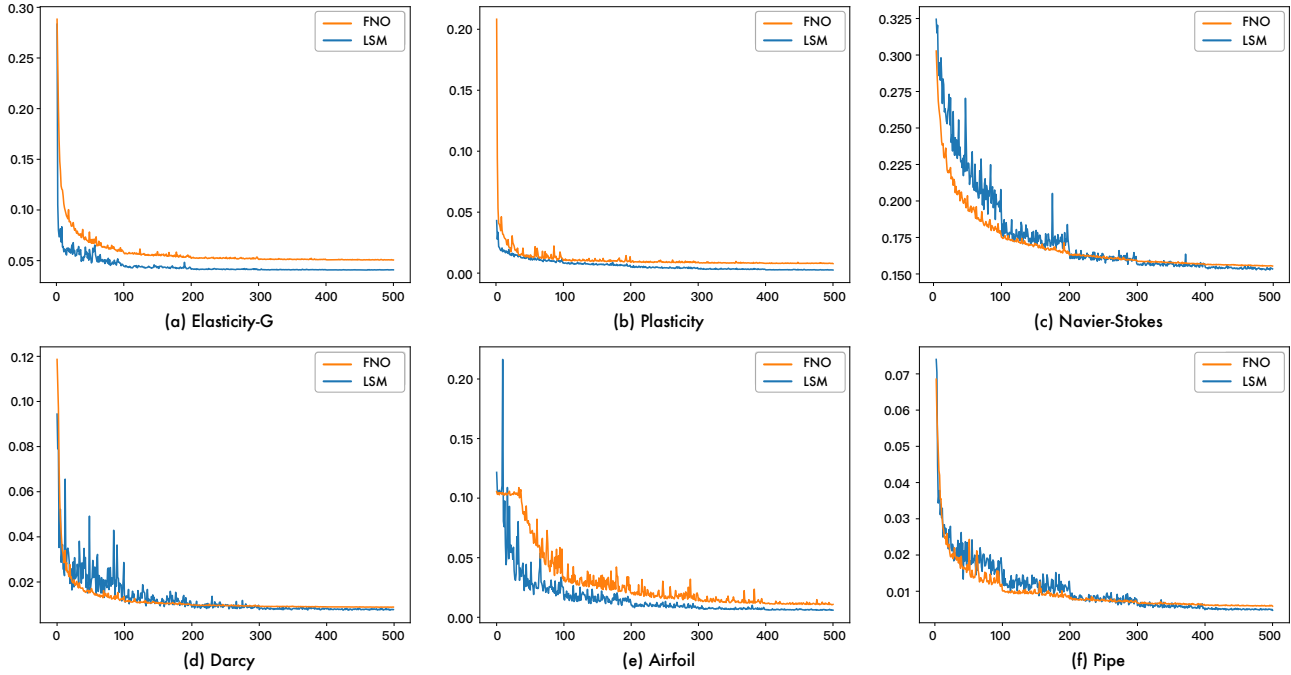 0.30
0.25
0.20
0.15
0.10
0.05
0 100 200 300 400 500
FNO
LSM
(a) Elasticity-G
0.20
0.15
0.10
0.05
0.00
0 100 200 300 400 500
FNO
LSM
(b) Plasticity
0.325
0.300
0.275
0.250
0.225
0.200
0.175
0.150
0 100 200 300 400 500
FNO
LSM
(c) Navier-Stokes
0.12
0.10
0.08
0.06
0.04
0.02
0 100 200 300 400 500
FNO
LSM
(d) Darcy
0.20
0.15
0.10
0.05
0.00
0 100 200 300 400 500
FNO
LSM
(e) Airfoil
0.07
0.06
0.05
0.04
0.03
0.02
0.01
0 100 200 300 400 500
FNO
LSM
(f) Pipe